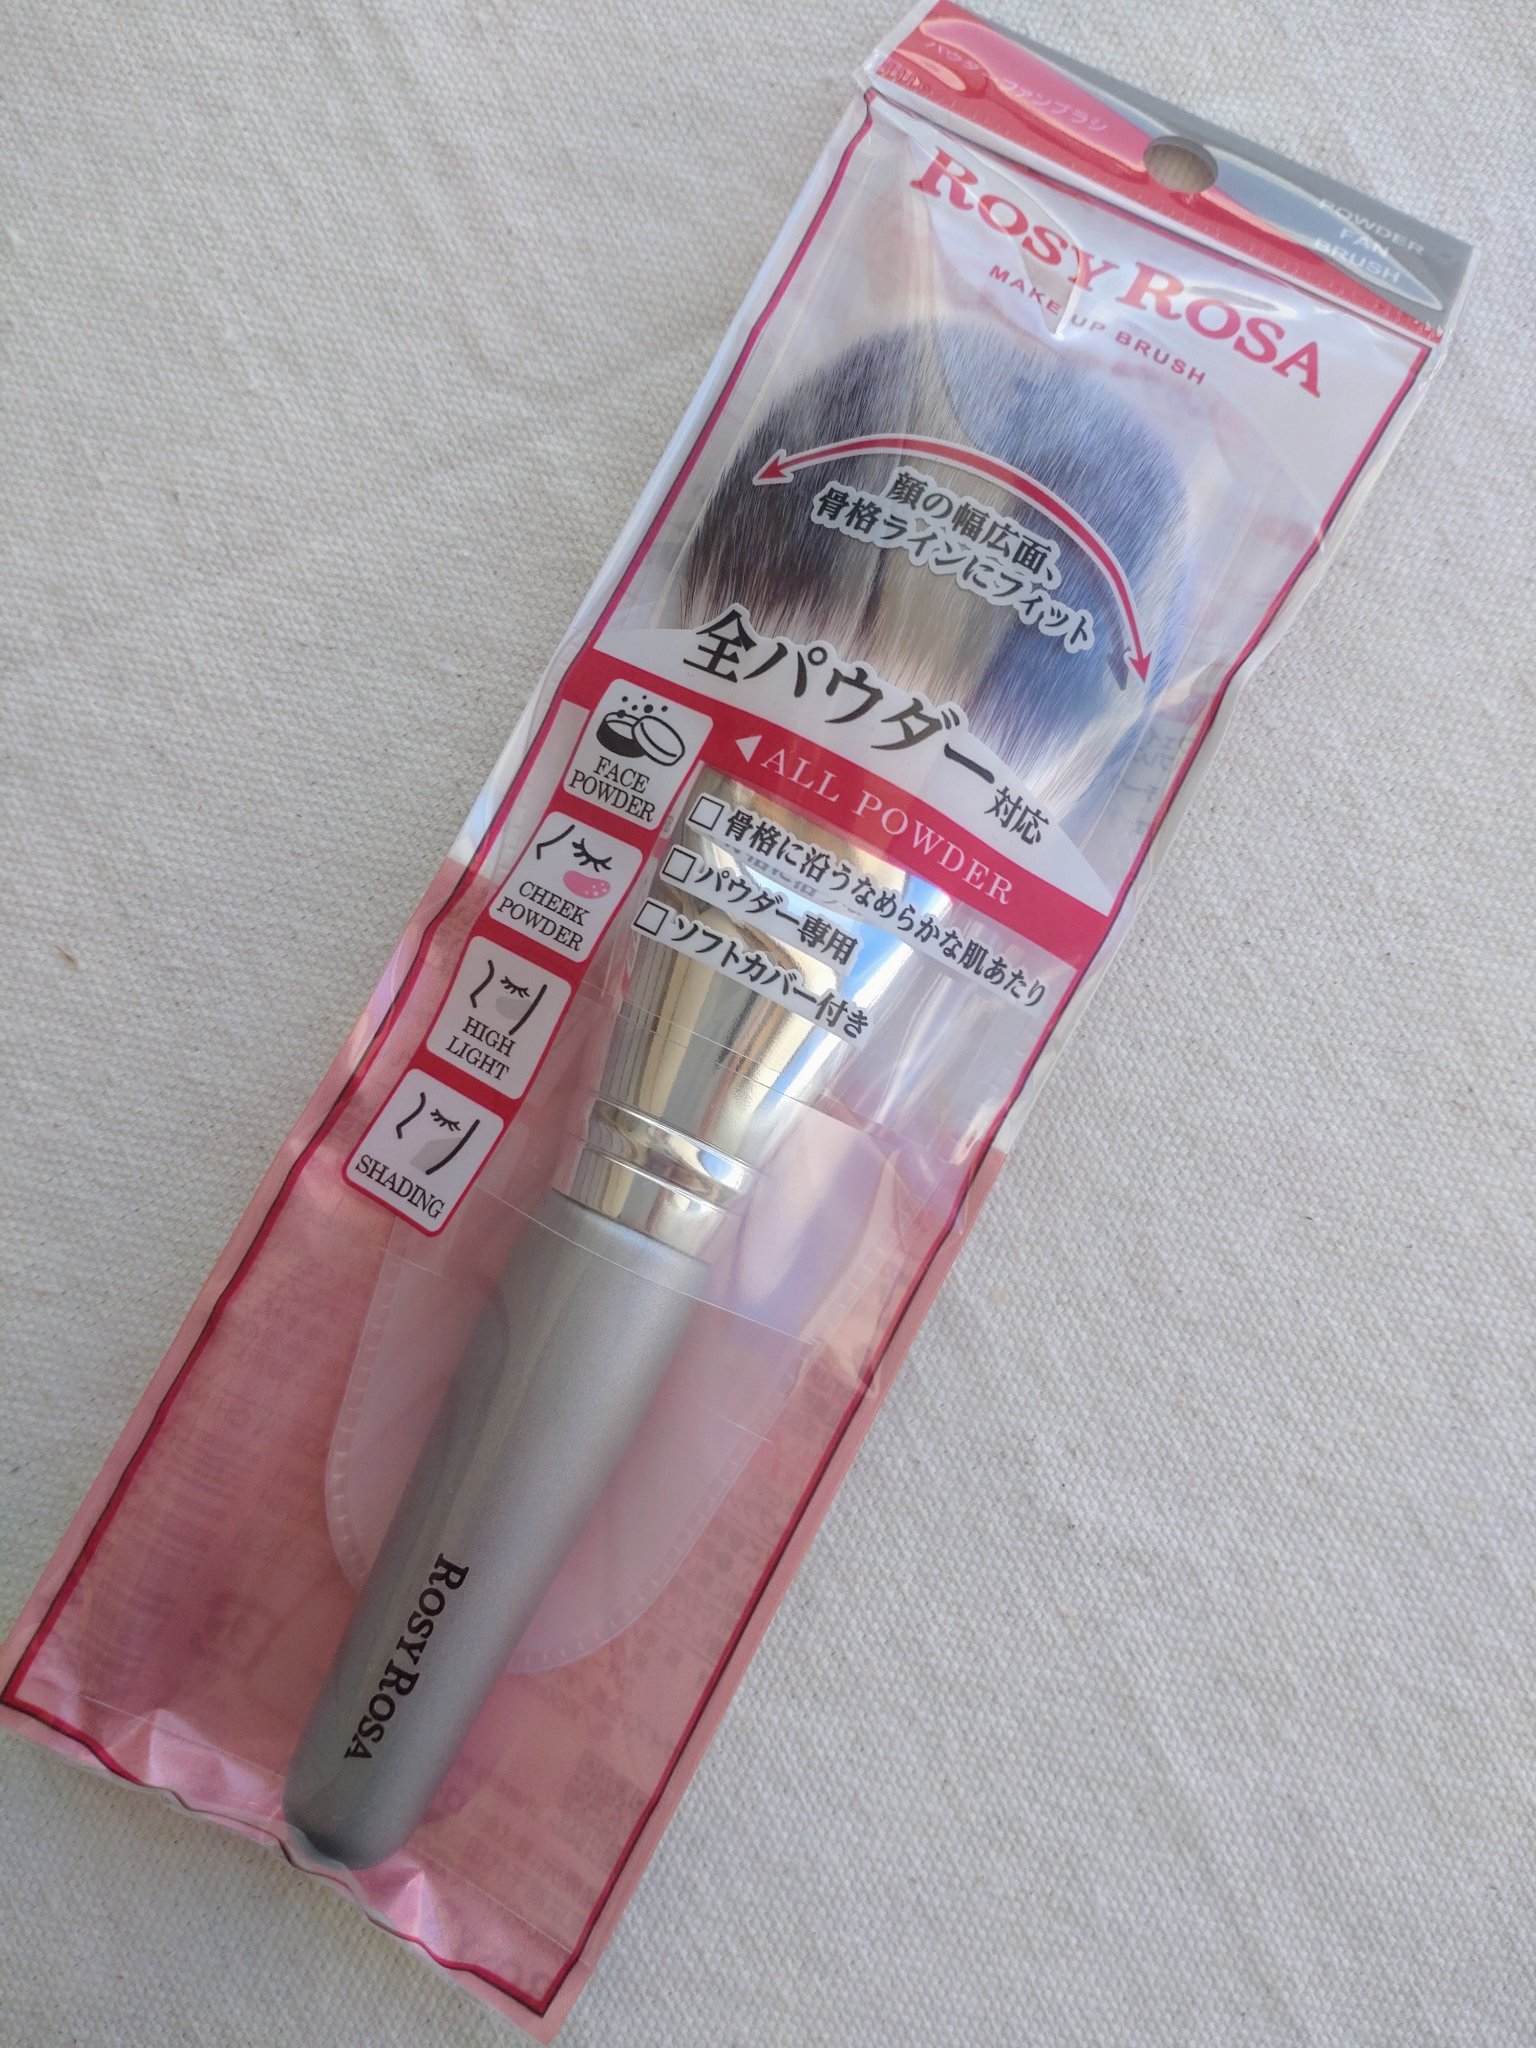 パウダーファンブラシ
POWDER
FAN
BRUSH
ROSY ROSA
MAKE UP BRUSH
顔の幅広面、
骨格ラインにフィット
全パウダー対応
◀ALL POWDER
FACE
POWDER
CHEEK
POWDER
HIGH
LIGHT
SHADING
□ 骨格に沿うなめらかな肌あたり
□ パウダー専用
□ ソフトカバー付き
ROSY ROSA